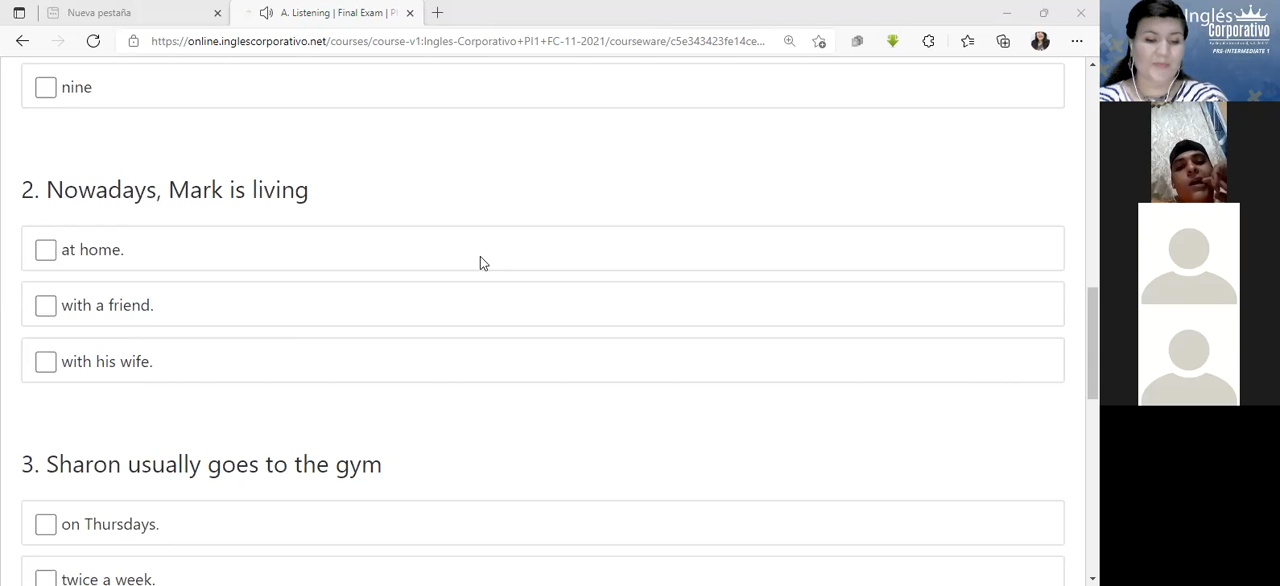 Nueva pestaña
A. Listening | Final Exam |
https://online.inglescorporativo.net/courses/course-v1:Ingles-Corporativo+PI1+FC-11-2021/courseware/c5e343423fe14ce...
Inglés
Corporativo
PRE-INTERMEDIATE 1
nine
2. Nowadays, Mark is living
at home.
with a friend.
with his wife.
3. Sharon usually goes to the gym
on Thursdays.
twice a week.